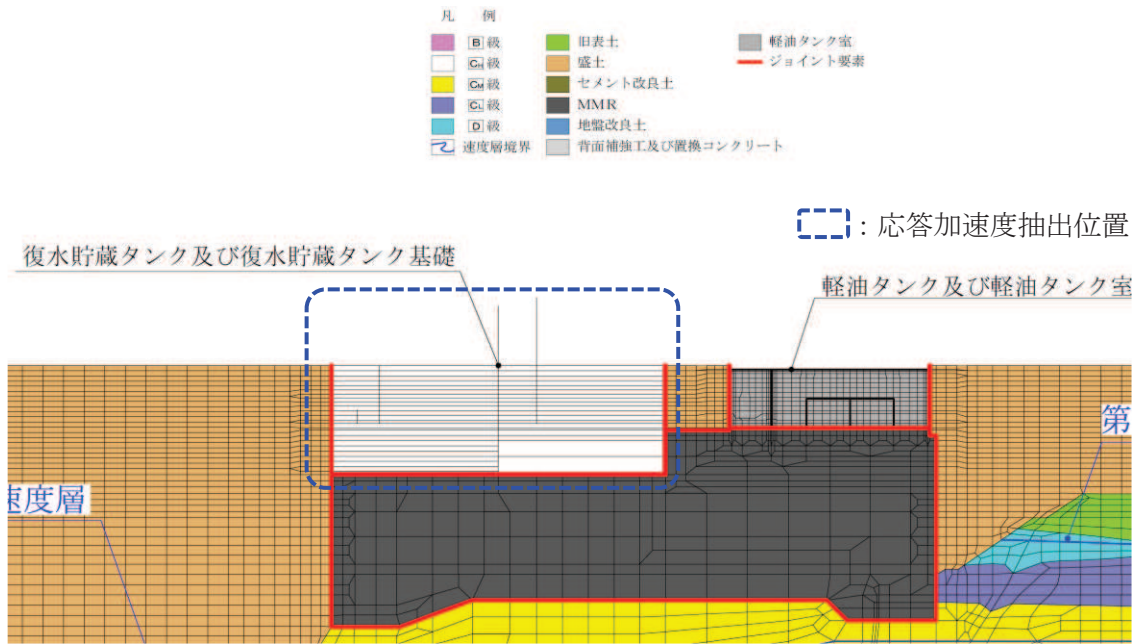 凡 例
B 級
CH 級
CM 級
CL 級
D 級
速度層境界
旧表土
盛土
セメント改良土
MMR
地盤改良土
背面補強工及び置換コンクリート
軽油タンク室
ジョイント要素
：応答加速度抽出位置
復水貯蔵タンク及び復水貯蔵タンク基礎
軽油タンク及び軽油タンク室
第
速度層